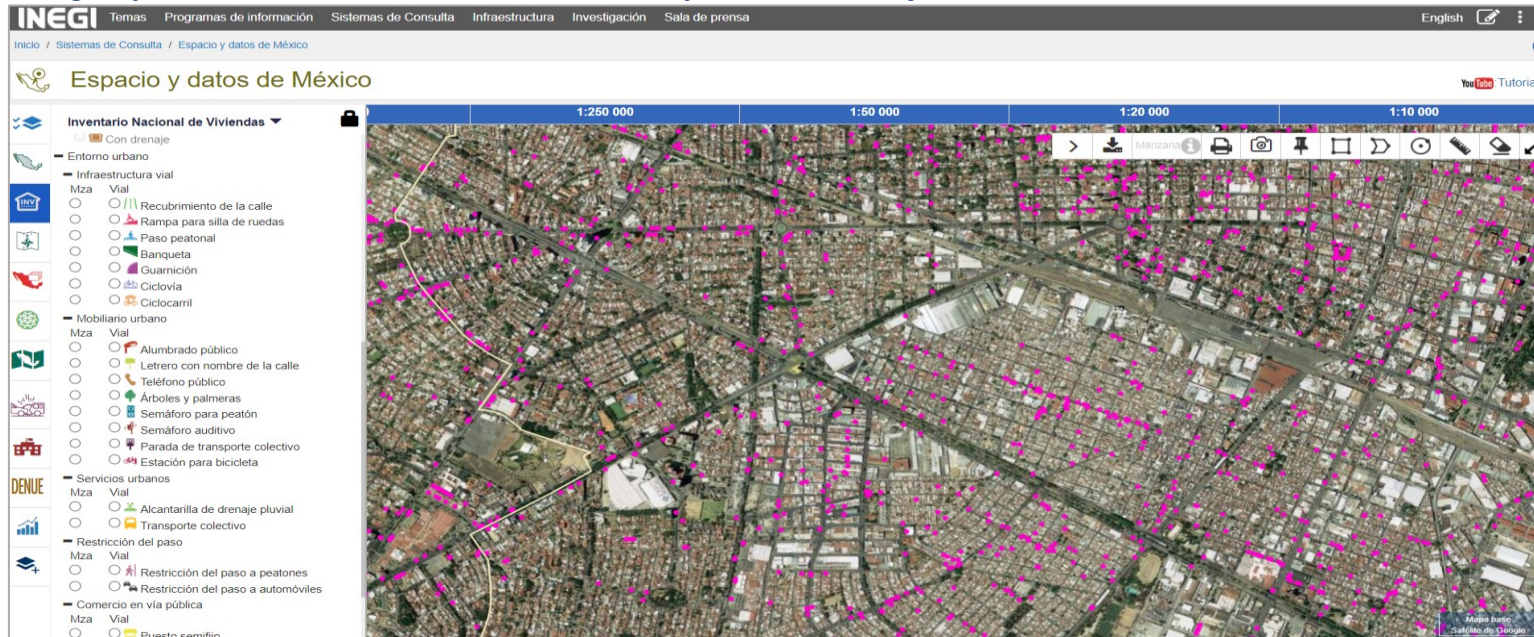 INEGI Temas Programas de información Sistemas de Consulta Infraestructura Investigación Sala de prensa English
Inicio / Sistemas de Consulta / Espacio y datos de México
Espacio y datos de México
YouTube Tutoria
1:250 000 1:50 000 1:20 000 1:10 000
Inventario Nacional de Viviendas
Con drenaje
Manzana
Entorno urbano
Infraestructura vial
Mza Vial
INV
Recubrimiento de la calle
Rampa para silla de ruedas
Paso peatonal
Banqueta
Guarnición
Ciclovía
Ciclocarril
Mobiliario urbano
Mza Vial
Alumbrado público
Letrero con nombre de la calle
Teléfono público
Árboles y palmeras
Semáforo para peatón
Semáforo auditivo
Parada de transporte colectivo
Estación para bicicleta
DENUE
Servicios urbanos
Mza Vial
Alcantarilla de drenaje pluvial
Transporte colectivo
Restricción del paso
Mza Vial
Restricción del paso a peatones
Restricción del paso a automóviles
Comercio en vía pública
Mza Vial
Puesto semifijo
Mapa base
Satélite de Google